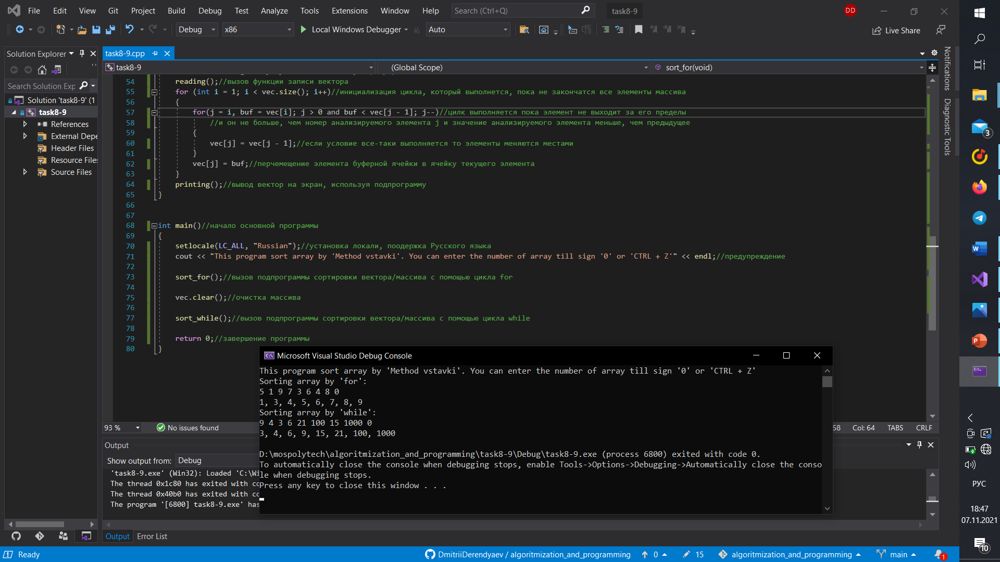 File Edit View Git Project Build Debug Test Analyze Tools Extensions Window Help Search (Ctrl+Q) task8-9 DD
Debug x86 Local Windows Debugger Auto Live Share
Solution Explorer
Search Solution Exp
Solution 'task8-9' (1
task8-9
References
External Depe
Header Files
Resource Files
Source Files
task8-9.cpp
task8-9 (Global Scope) sort_for(void)
54 reading();//вызов функции записи вектора
55 for (int i = 1; i < vec.size(); i++)//инициализация цикла, который выполнется, пока не закончатся все элементы массива
56 {
57 for(j = i, buf = vec[i]; j > 0 and buf < vec[j - 1]; j--)//цилк выполняется пока элемент не выходит за его пределы
58 //и он не больше, чем номер анализируемого элемента j и значение анализируемого элемента меньше, чем предыдущее
59 {
60 vec[j] = vec[j - 1];//если условие все-таки выполняется то элементы меняются местами
61 }
62 vec[j] = buf;//перчемещение элемента буферной ячейки в ячейку текущего элемента
63 }
64 printing();//вывод вектор на экран, используя подпрограмму
65 }
66
67
68 int main()//начало основной программы
69 {
70 setlocale(LC_ALL, "Russian");//установка локали, поодержка Русского языка
71 cout << "This program sort array by 'Method vstavki'. You can enter the number of array till sign '0' or 'CTRL + Z'" << endl;//предупреждение
72
73 sort_for();//вызов подпрограммы сортировки вектора/массива с помощью цикла for
74
75 vec.clear();//очистка массива
76
77 sort_while();//вызов подпрограммы сортировки вектора/массива с помощью цикла while
78
79 return 0;//завершение программы
80 }
93 % No issues found 58 Col: 64 TABS CRLF
Microsoft Visual Studio Debug Console
This program sort array by 'Method vstavki'. You can enter the number of array till sign '0' or 'CTRL + Z'
Sorting array by 'for':
5 1 9 7 3 6 4 8 0
1, 3, 4, 5, 6, 7, 8, 9
Sorting array by 'while':
9 4 3 6 21 100 15 1000 0
3, 4, 6, 9, 15, 21, 100, 1000
D:\mospolytech\algoritmization_and_programming\task8-9\Debug\task8-9.exe (process 6800) exited with code 0.
To automatically close the console when debugging stops, enable Tools->Options->Debugging->Automatically close the conso
le when debugging stops.
Press any key to close this window . . .
Output
Show output from: Debug
'task8-9.exe' (Win32): Loaded 'C:\Wi
The thread 0x1c80 has exited with co
The thread 0x40b0 has exited with co
The program '[6800] task8-9.exe' has
Output Error List
Ready DmitriiDerendyaev / algoritmization_and_programming 0 15 algoritmization_and_programming main 1
Notifications
Diagnostic Tools
3
РУС
18:47
07.11.2021
10